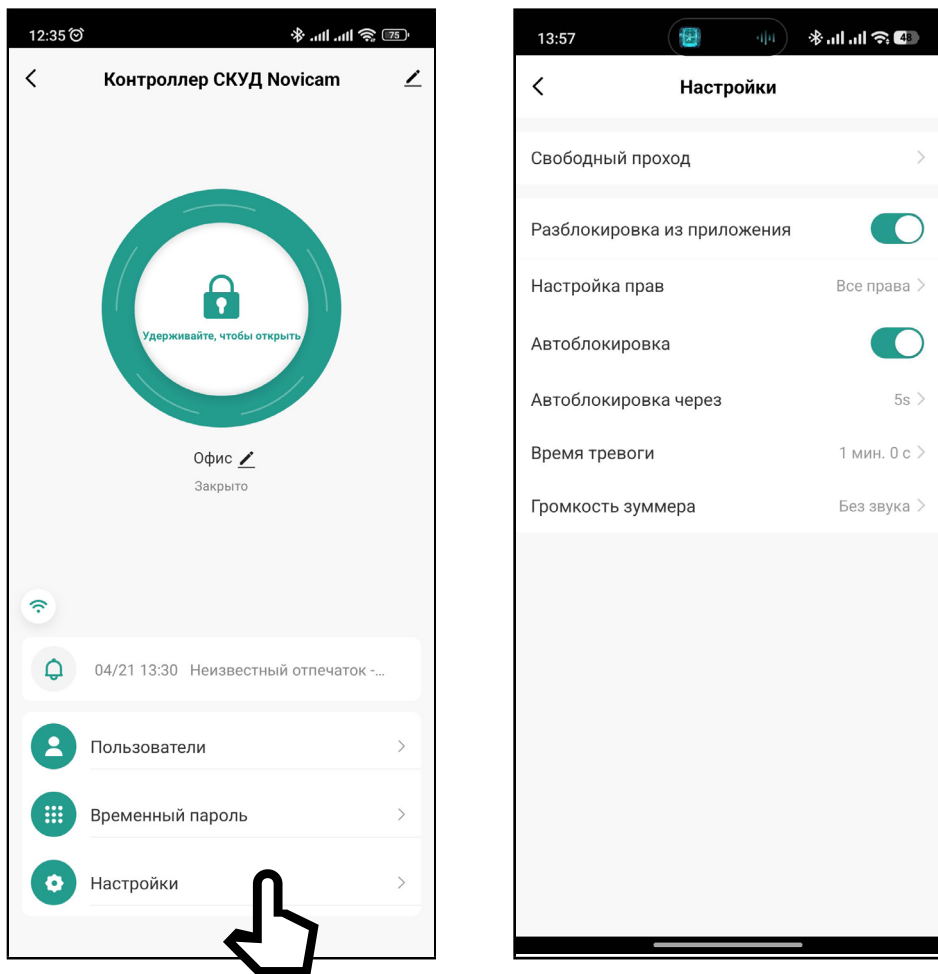 12:35
75
Контроллер СКУД Novicam
Удерживайте, чтобы открыть
Офис
Закрыто
04/21 13:30 Неизвестный отпечаток -...
Пользователи
Временный пароль
Настройки
13:57
48
Настройки
Свободный проход
Разблокировка из приложения
Настройка прав Все права
Автоблокировка
Автоблокировка через 5s
Время тревоги 1 мин. 0 с
Громкость зуммера Без звука